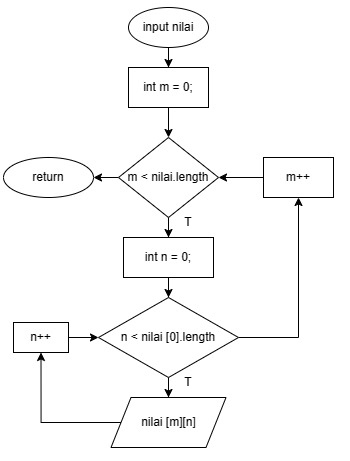 input nilai
int m = 0;
m < nilai.length
return
m++
T
int n = 0;
n++
n < nilai [0].length
T
nilai [m][n]